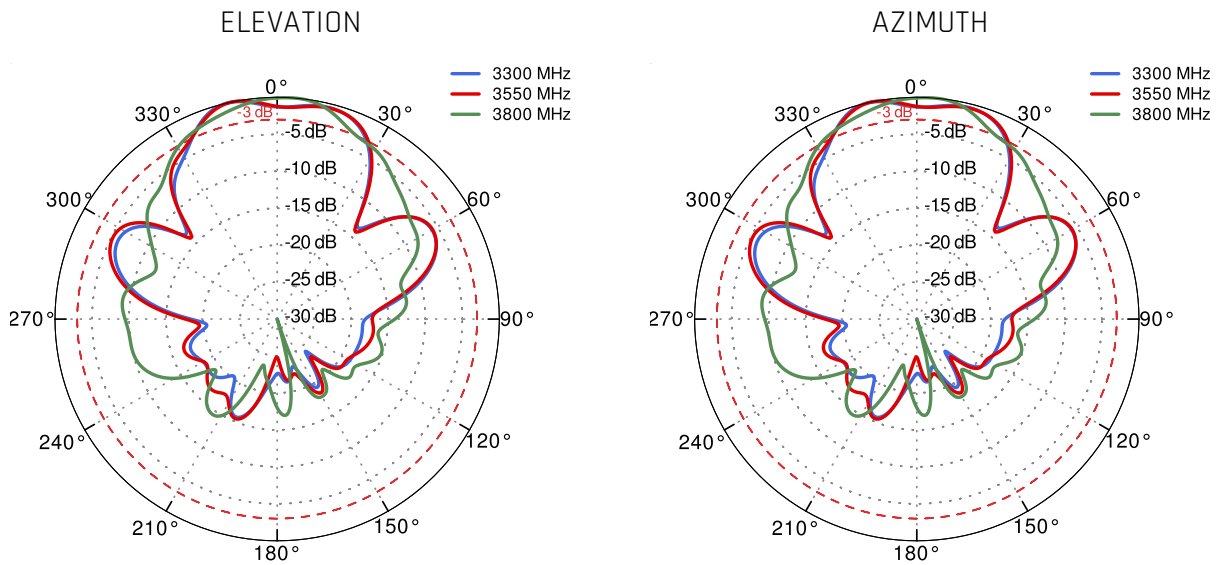 ELEVATION
3300 MHz
3550 MHz
3800 MHz
0°
330°
-3 dB
30°
-5 dB
-10 dB
300°
60°
-15 dB
-20 dB
-25 dB
270°
-30 dB
90°
240°
120°
210°
150°
180°
AZIMUTH
3300 MHz
3550 MHz
3800 MHz
0°
330°
-3 dB
30°
-5 dB
-10 dB
300°
60°
-15 dB
-20 dB
-25 dB
270°
-30 dB
90°
240°
120°
210°
150°
180°